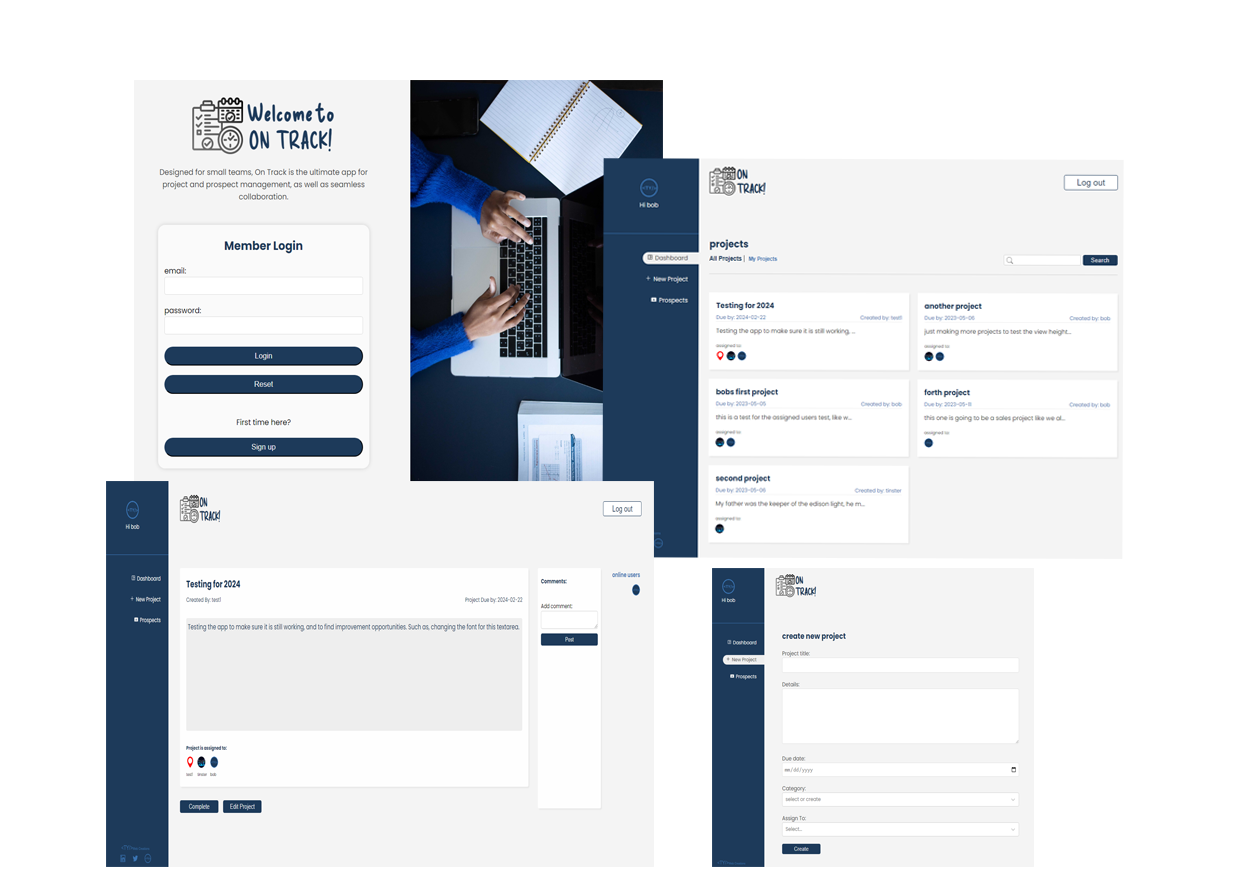 Welcome to
ON TRACK!
Designed for small teams, On Track is the ultimate app for
project and prospect management, as well as seamless
collaboration.
Member Login
email:
password:
Login
Reset
First time here?
Sign up
Hi bob
Dashboard
+ New Project
Prospects
ON
TRACK!
Log out
projects
All Projects | My Projects
Search
Testing for 2024
Due by: 2024-02-22 Created by: test1
Testing the app to make sure it is still working, ...
assigned to:
another project
Due by: 2023-05-06 Created by: bob
just making more projects to test the view height...
assigned to:
bobs first project
Due by: 2023-05-05 Created by: bob
this is a test for the assigned users test, like w...
assigned to:
forth project
Due by: 2023-05-11 Created by: bob
this one is going to be a sales project like we al...
assigned to:
second project
Due by: 2023-05-06 Created by: tinster
My father was the keeper of the edison light, he m...
assigned to:
Hi bob
Dashboard
+ New Project
Prospects
ON
TRACK!
Log out
Testing for 2024
Created By: test1 Project Due by: 2024-02-22
Testing the app to make sure it is still working, and to find improvement opportunities. Such as, changing the font for this textarea.
Project is assigned to:
test1 tinster bob
Complete Edit Project
Comments:
Add comment:
Post
online users
Hi bob
Dashboard
+ New Project
Prospects
ON
TRACK!
create new project
Project title:
Details:
Due date:
mm/dd/yyyy
Category:
select or create
Assign To:
Select...
Create